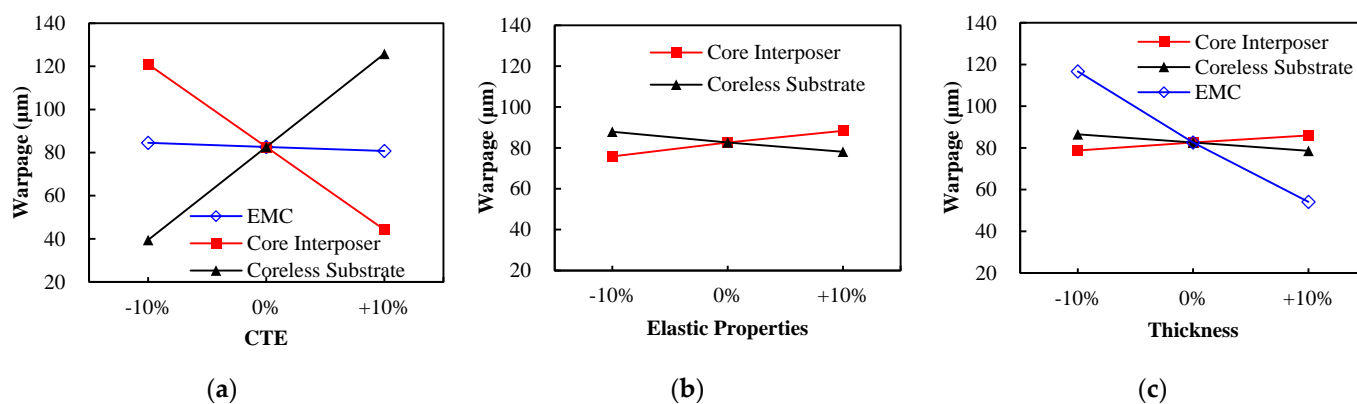 140
120
100
80
60
40
20
Warpage (μm)
EMC
Core Interposer
Coreless Substrate
-10%
0%
+10%
CTE
(a)
140
120
100
80
60
40
20
Warpage (μm)
Core Interposer
Coreless Substrate
-10%
0%
+10%
Elastic Properties
(b)
140
120
100
80
60
40
20
Warpage (μm)
Core Interposer
Coreless Substrate
EMC
-10%
0%
+10%
Thickness
(c)